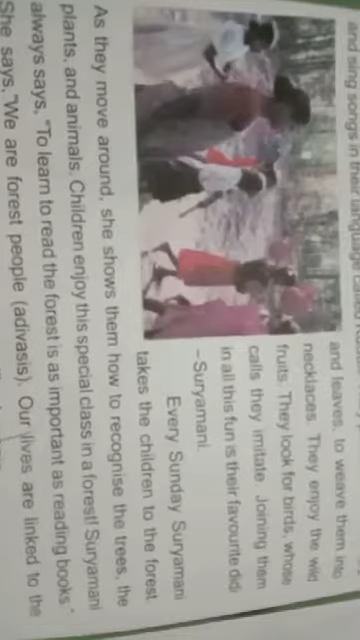 and sing songs in their language called
and leaves, to weave them into
necklaces. They enjoy the wild
fruits. They look for birds, whose
calls they imitate. Joining them
in all this fun is their favourite didi
–Suryamani.
Every Sunday Suryamani
takes the children to the forest.
As they move around, she shows them how to recognise the trees, the
plants, and animals. Children enjoy this special class in a forest! Suryamani
always says, "To learn to read the forest is as important as reading books."
She says, "We are forest people (adivasis). Our lives are linked to the